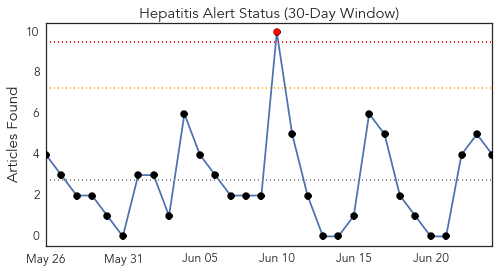 Hepatitis Alert Status (30-Day Window)
Articles Found
10
8
6
4
2
0
May 26
May 31
Jun 05
Jun 10
Jun 15
Jun 20